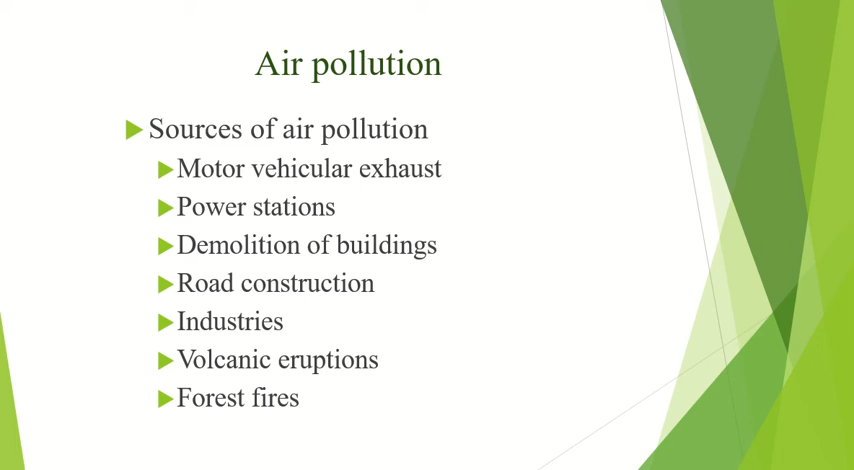 Air pollution
Sources of air pollution
Motor vehicular exhaust
Power stations
Demolition of buildings
Road construction
Industries
Volcanic eruptions
Forest fires